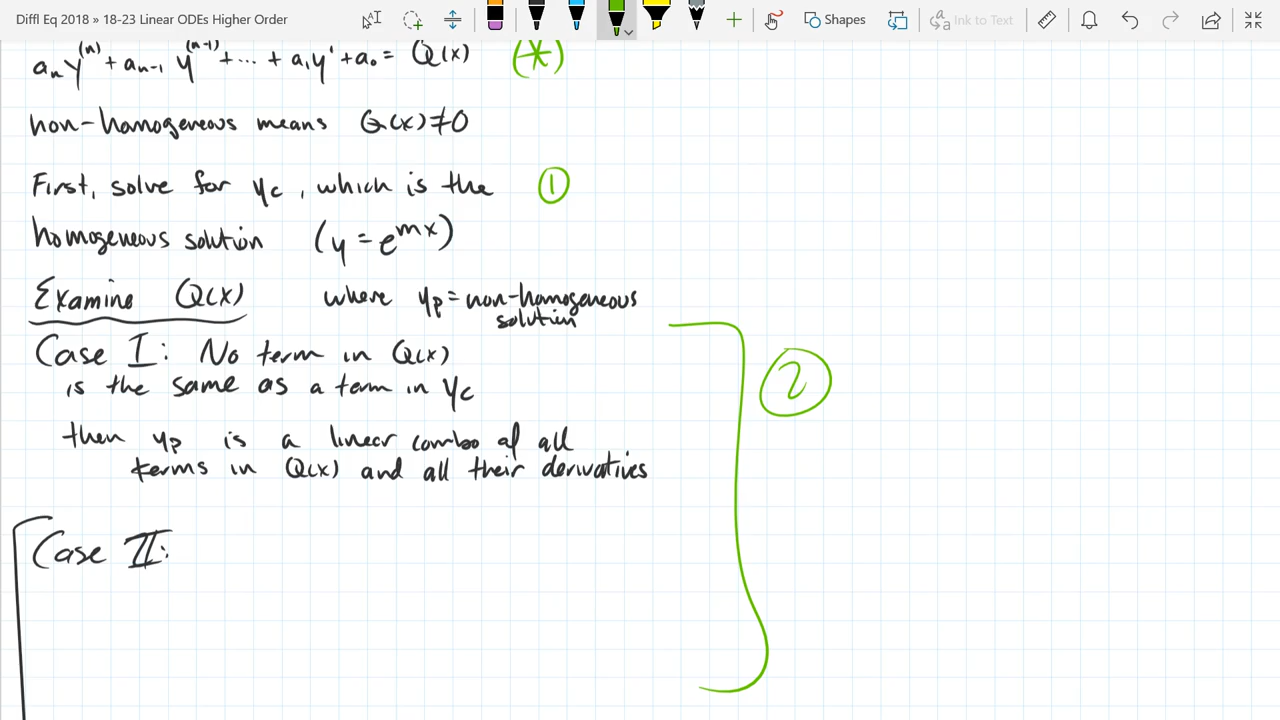 Diffl Eq 2018 » 18-23 Linear ODEs Higher Order
Shapes
Ink to Text
aₙy⁽ⁿ⁾ + aₙ₋₁ y⁽ⁿ⁻¹⁾ + ... + a₁y' + a₀ = Q(x) (*)
non-homogeneous means Q(x)≠0
First, solve for yc, which is the ①
homogeneous solution (y = e^mx)
Examine Q(x) where yp = non-homogeneous
solution
Case I: No term in Q(x)
is the same as a term in yc
②
then yp is a linear combo of all
terms in Q(x) and all their derivatives
Case II: